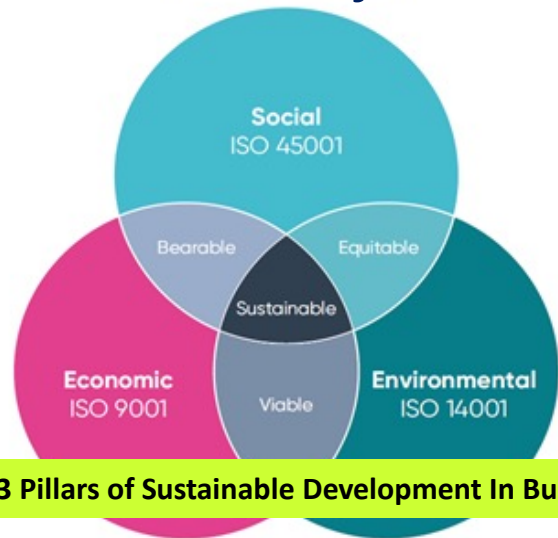 Social
ISO 45001
Bearable
Equitable
Sustainable
Economic
ISO 9001
Viable
Environmental
ISO 14001
3 Pillars of Sustainable Development In Bu